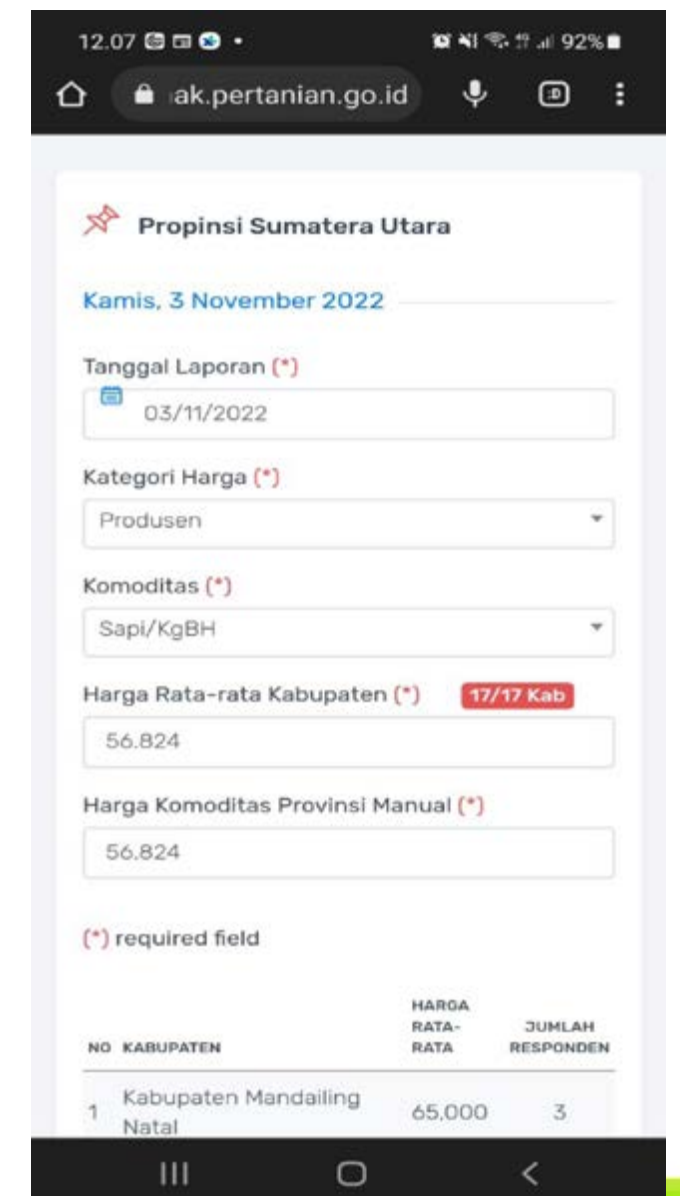 12.07
92%
ak.pertanian.go.id
:D
Propinsi Sumatera Utara
Kamis, 3 November 2022
Tanggal Laporan (*)
03/11/2022
Kategori Harga (*)
Produsen
Komoditas (*)
Sapi/KgBH
Harga Rata-rata Kabupaten (*) 17/17 Kab
56.824
Harga Komoditas Provinsi Manual (*)
56.824
(*) required field
NO KABUPATEN HARGA RATA-RATA JUMLAH RESPONDEN
1 Kabupaten Mandailing Natal 65,000 3